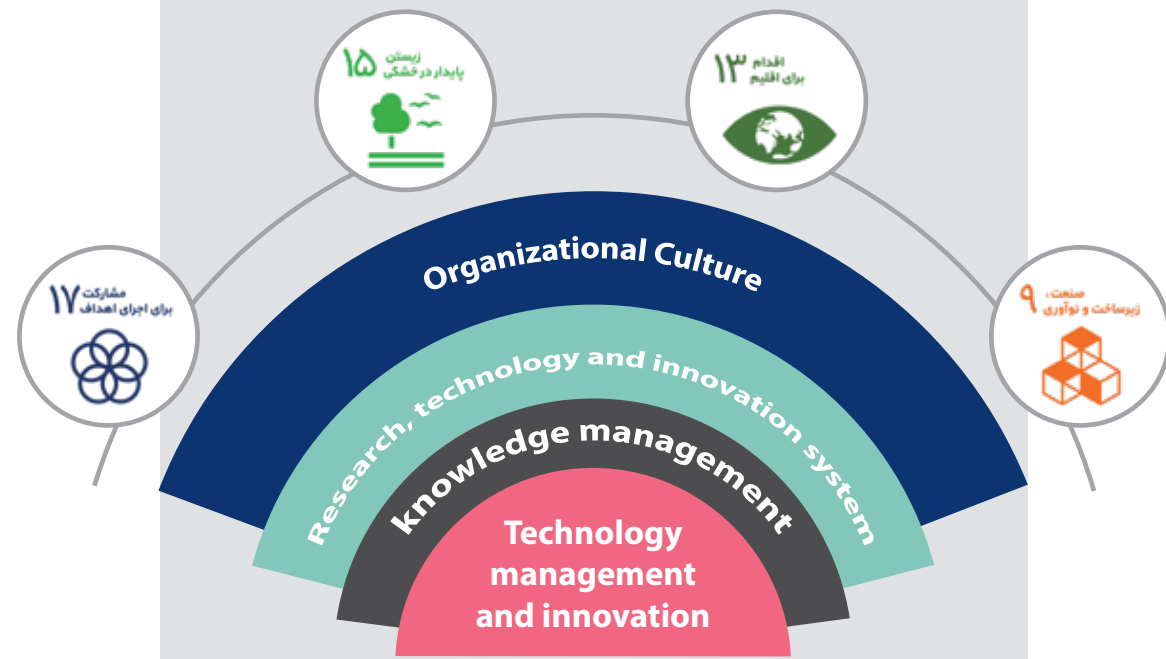 زیستن
پایدار در خشکی
۱۵
اقدام
برای اقلیم
۱۳
مشارکت
برای اجرای اهداف
۱۷
صنعت،
زیرساخت و نوآوری
۹
Organizational Culture
Research, technology and innovation system
knowledge management
Technology
management
and innovation